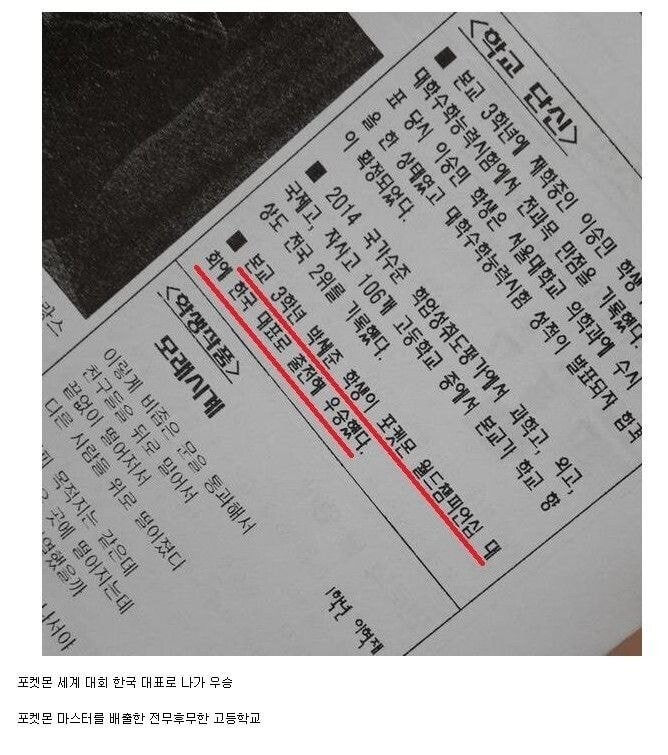 <학교 단신>
■ 본교 3학년에 재학중인 이승민 학생
대학수학능력시험에서 전과목 만점을 기록했다.
표 당시 이승민 학생은 서울대학교 의학과에 수시
을 한 상태였고 대학수학능력시험 성적이 발표되자 합격
이 확정되었다.
■ 2014 국가수준 학업성취도평가에서 과학고, 외고,
국제고, 자사고 106개 고등학교 중에서 본교가 학교 향
상도 전국 2위를 기록했다.
■ 본교 3학년 박세준 학생이 포켓몬 월드챔피언십 대
회에 한국 대표로 출전해 우승했다.
랑스
<학생작품>
모래시계
이렇게 비좁은 문을 통과해서
친구들을 뒤로 밀어서
끝없이 떨어져서
다른 사람들 위로 떨어졌다
목적지는 같은데
곳에 떨어지는데
했을까
나서야
1학년 이혁재
포켓몬 세계 대회 한국 대표로 나가 우승
포켓몬 마스터를 배출한 전무후무한 고등학교